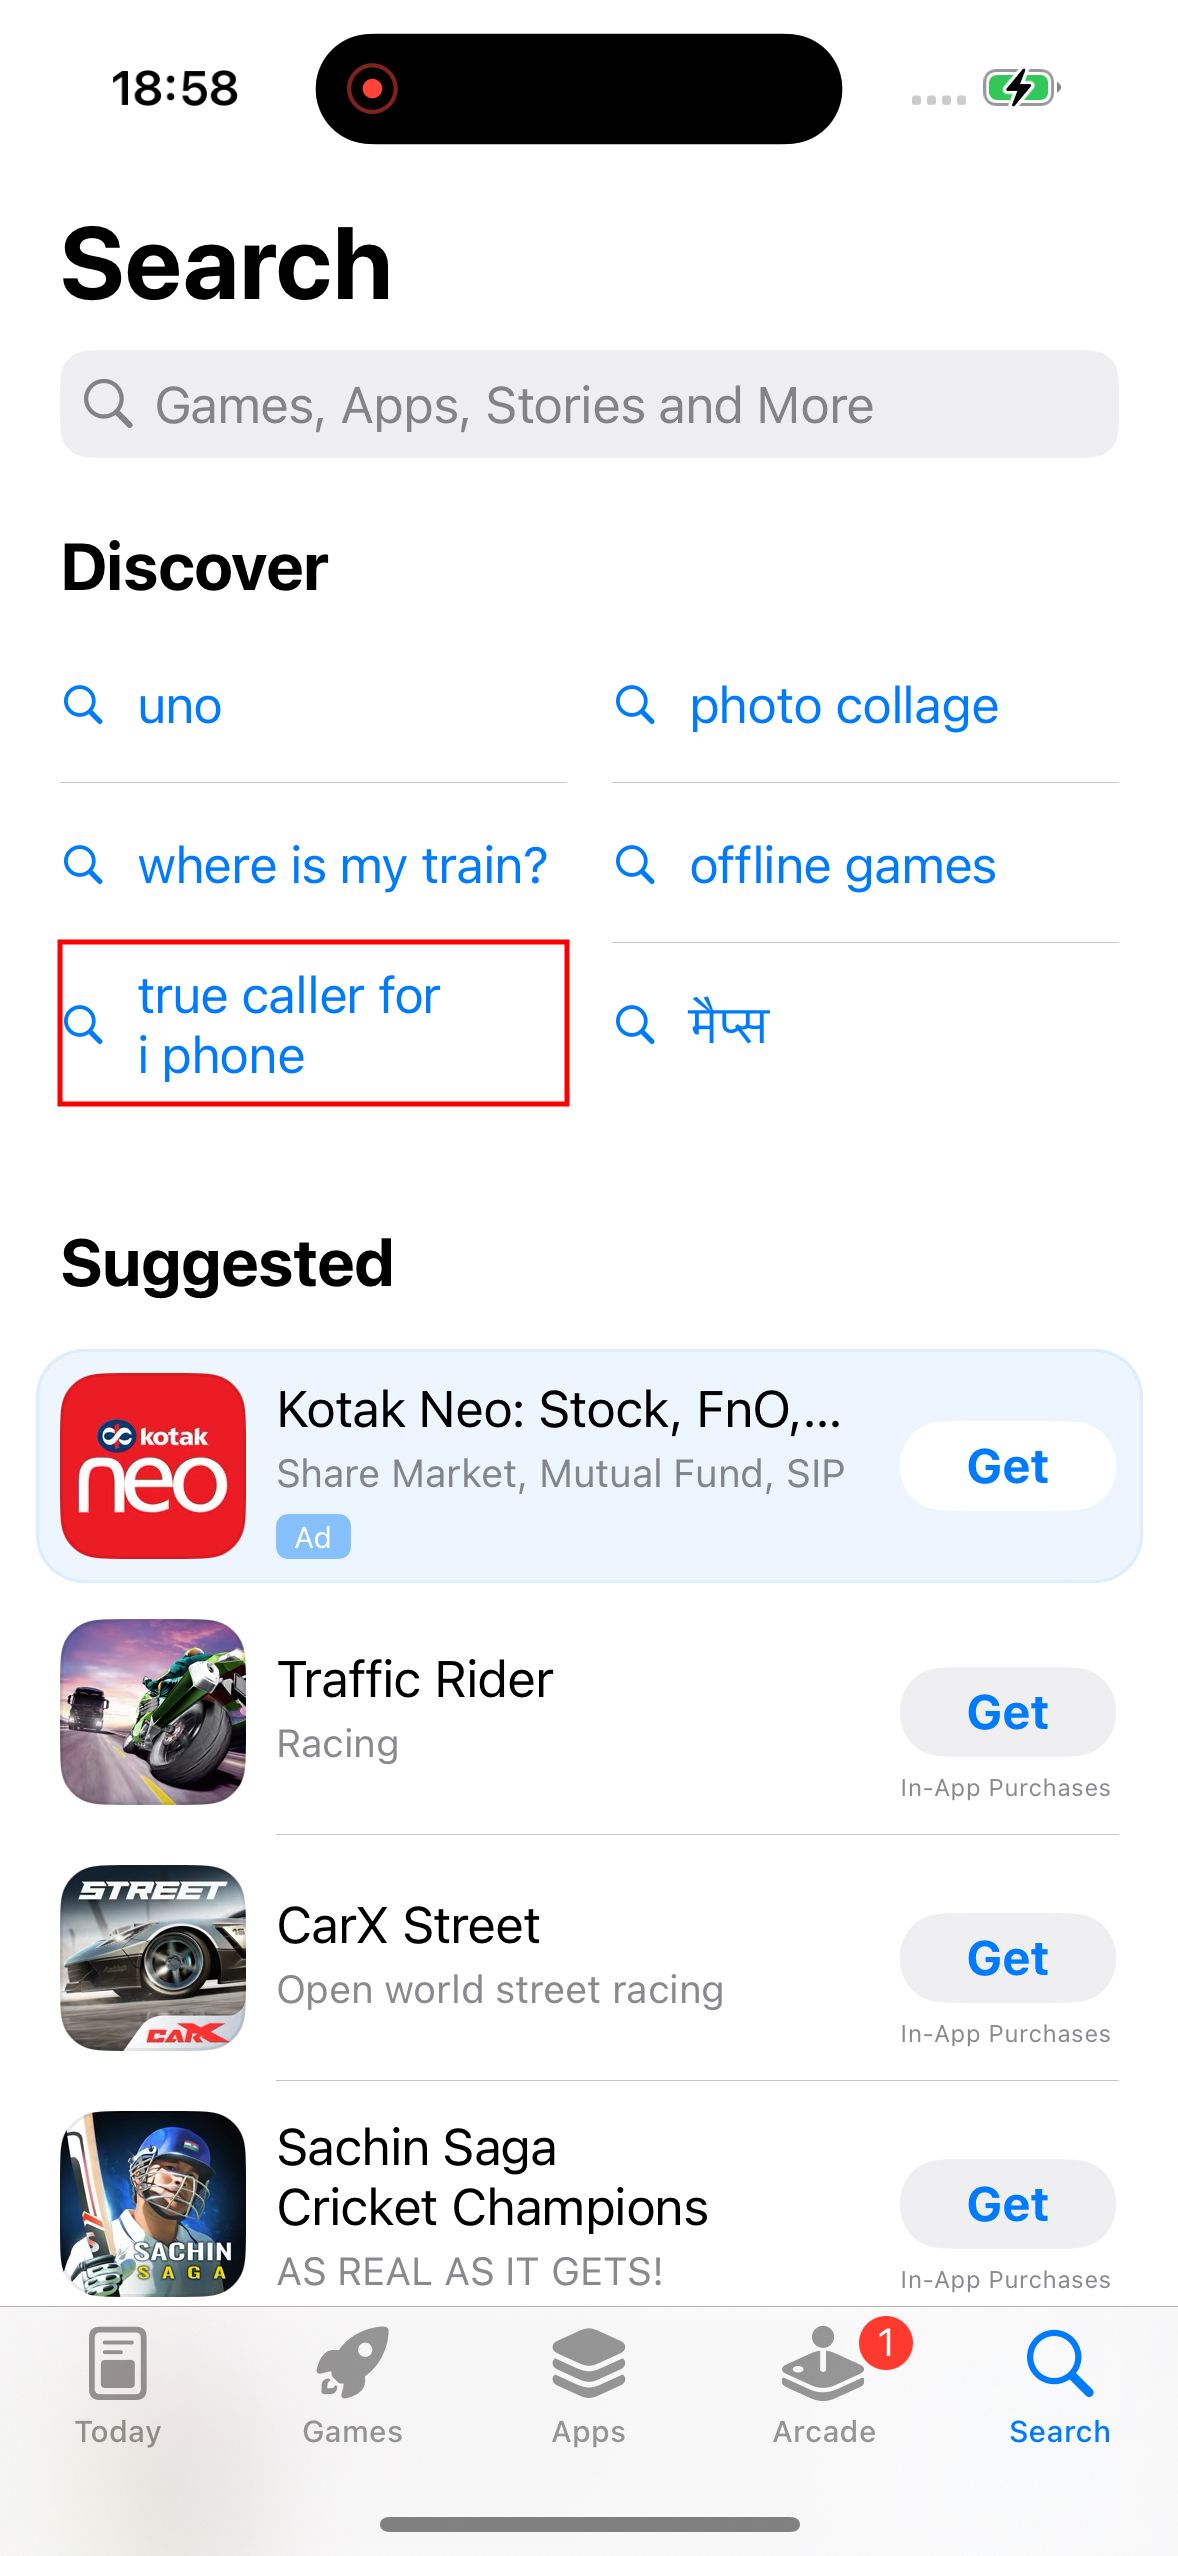 18:58
Search
Games, Apps, Stories and More
Discover
uno
photo collage
where is my train?
offline games
true caller for
i phone
मैप्स
Suggested
kotak
neo
Kotak Neo: Stock, FnO,...
Share Market, Mutual Fund, SIP
Ad
Get
Traffic Rider
Racing
Get
In-App Purchases
STREET
CARX
CarX Street
Open world street racing
Get
In-App Purchases
SACHIN
SAGA
Sachin Saga
Cricket Champions
AS REAL AS IT GETS!
Get
In-App Purchases
1
Today
Games
Apps
Arcade
Search